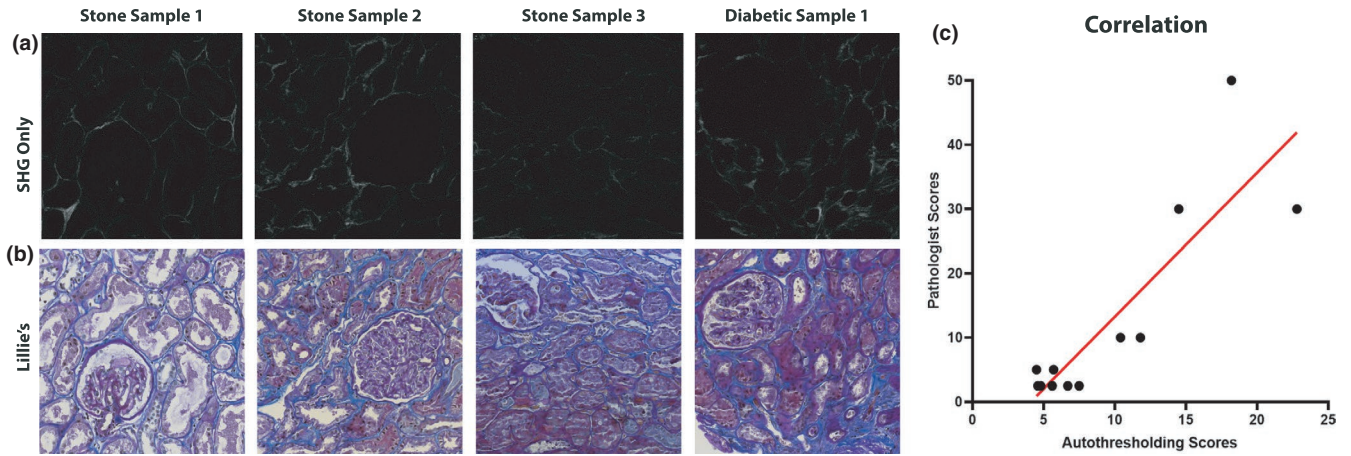 Stone Sample 1
Stone Sample 2
Stone Sample 3
Diabetic Sample 1
(a)
SHG Only
(b)
Lillie's
(c)
Correlation
Pathologist Scores
50
40
30
20
10
0
0 5 10 15 20 25
Autothresholding Scores